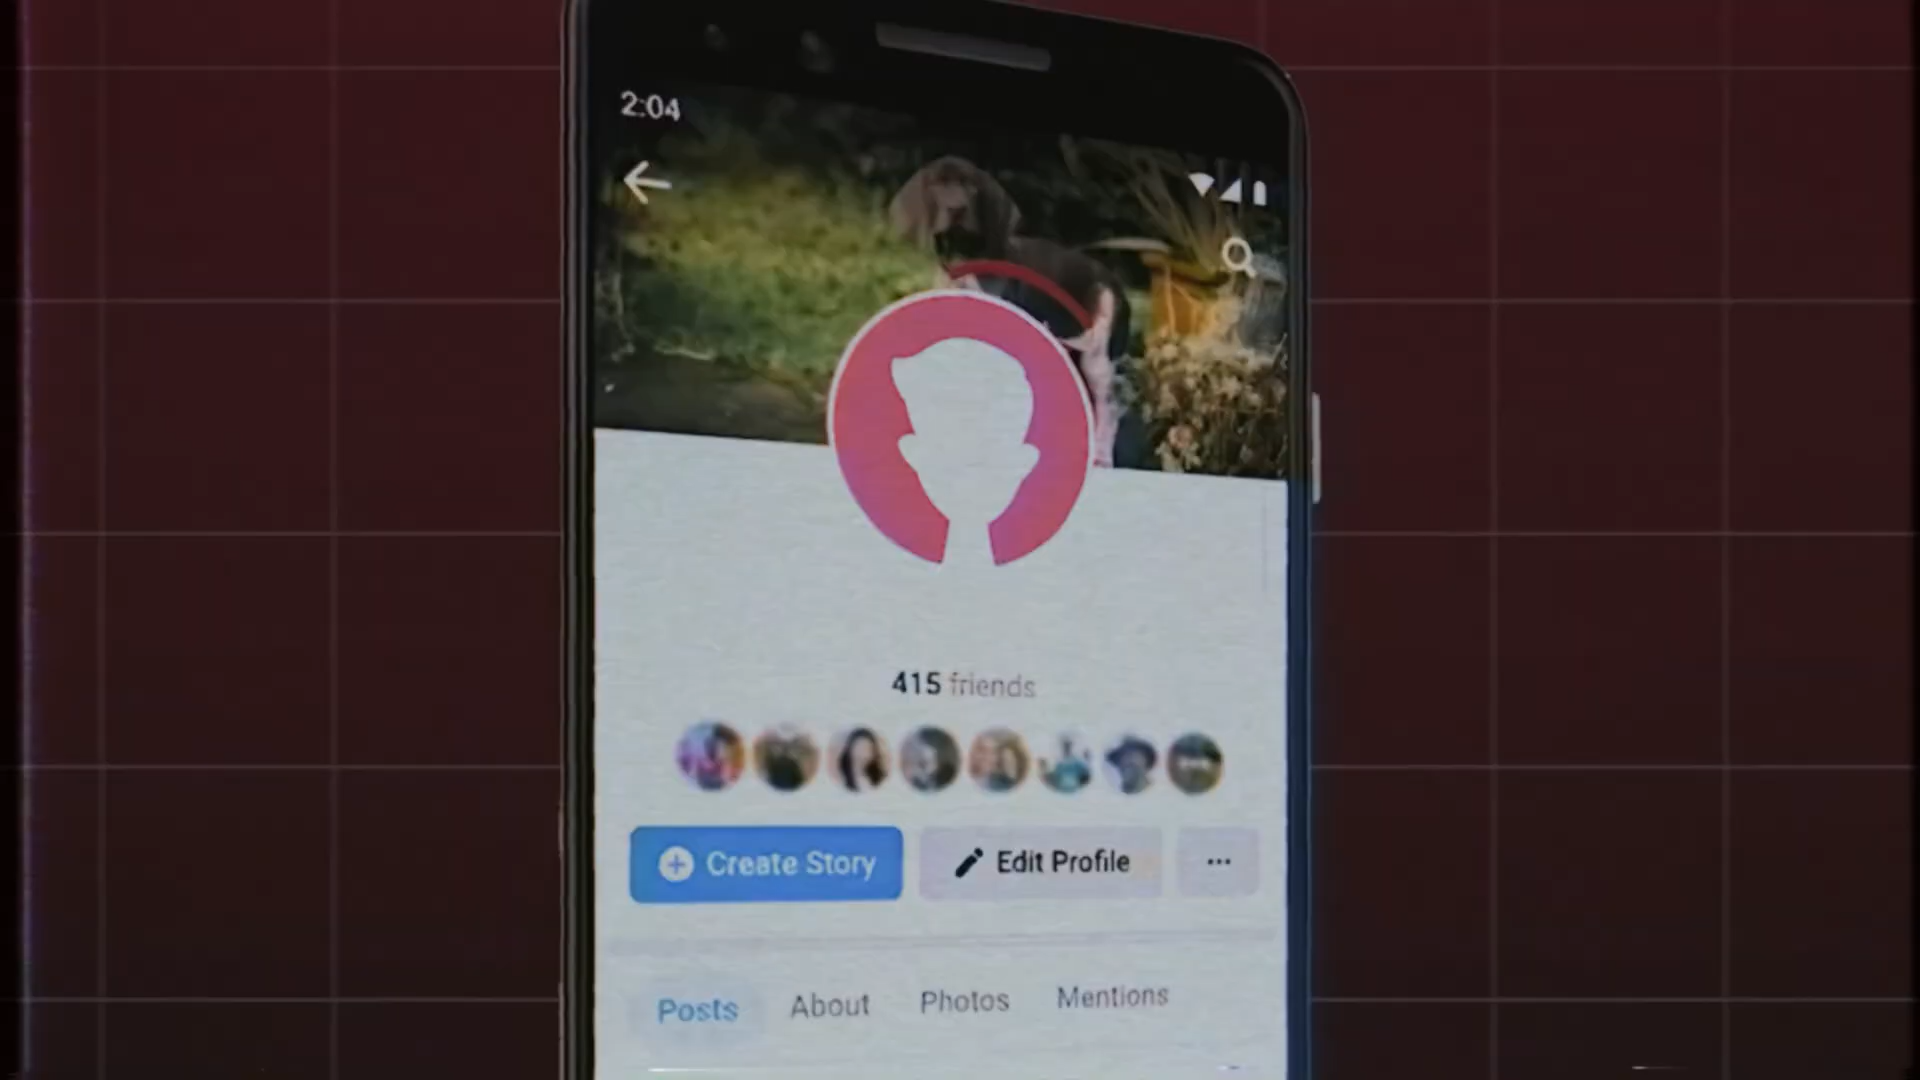 2:04
415 friends
Create Story
Edit Profile
Posts About Photos Mentions